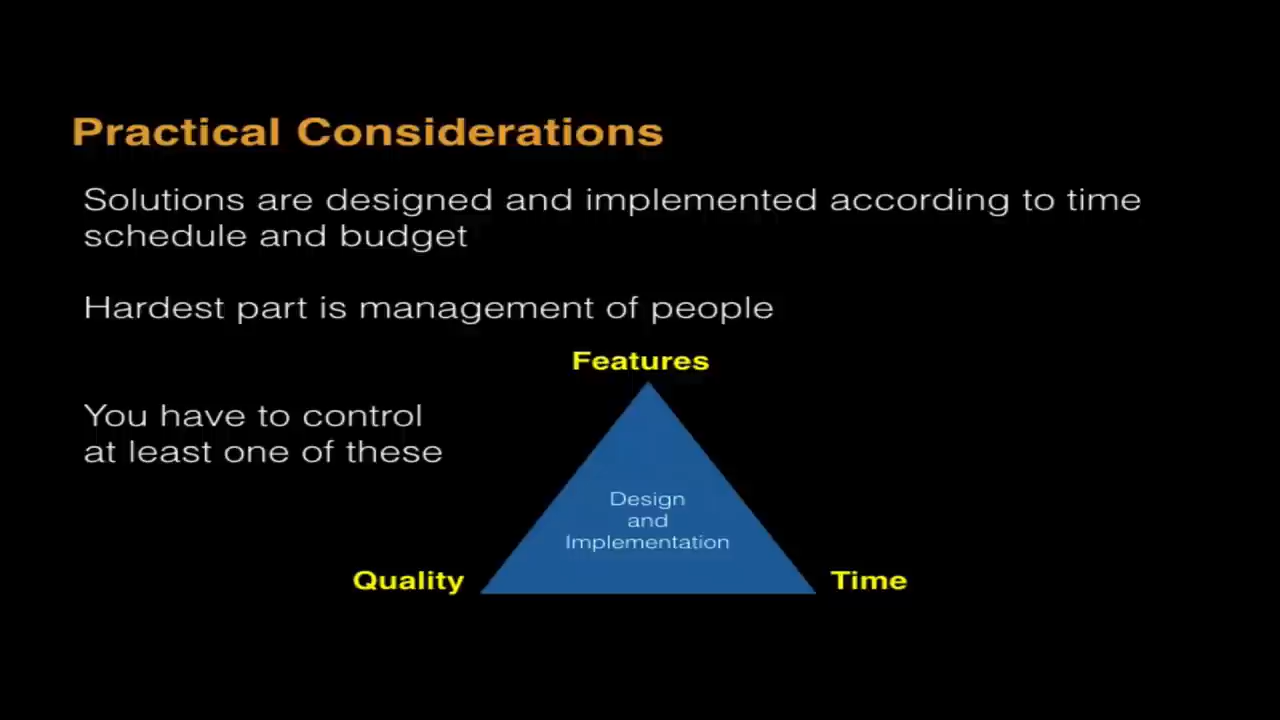 Practical Considerations
Solutions are designed and implemented according to time
schedule and budget
Hardest part is management of people
Features
You have to control
at least one of these
Design
and
Implementation
Quality
Time